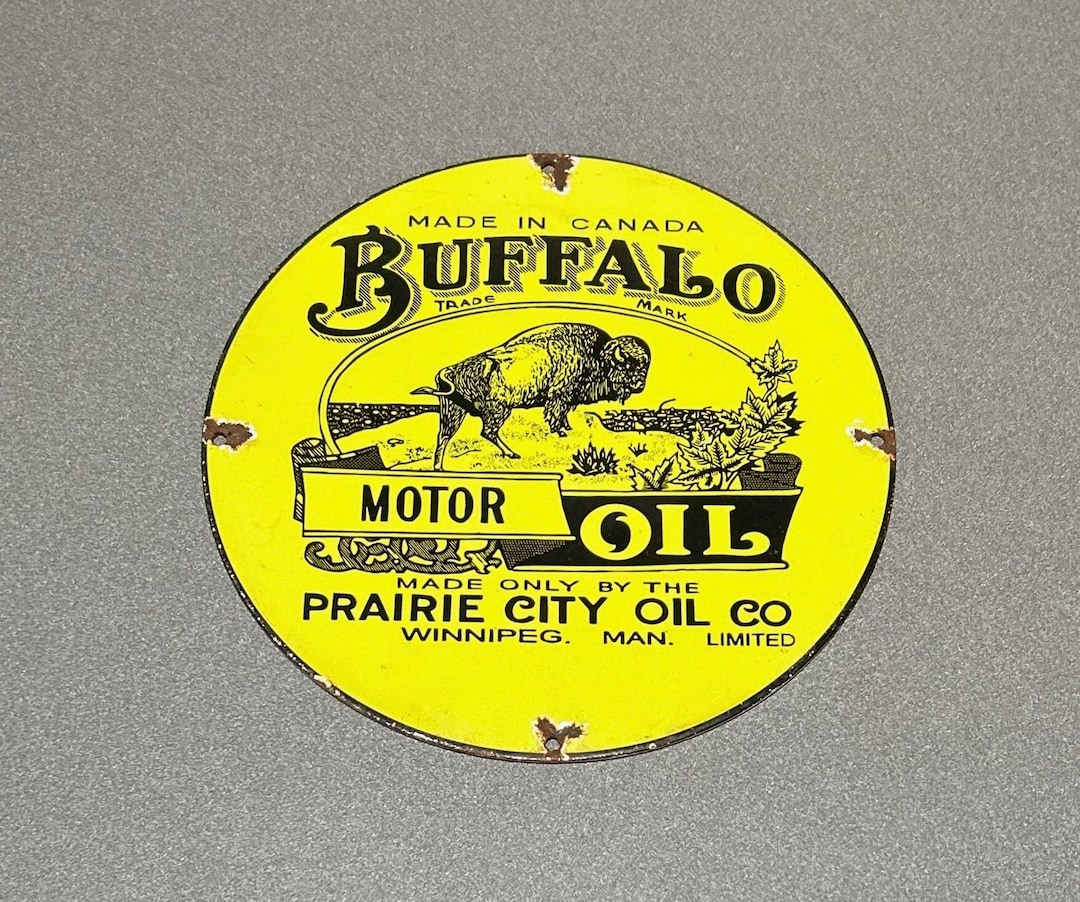 MADE IN CANADA
BUFFALO
TRADE MARK
MOTOR OIL
MADE ONLY BY THE
PRAIRIE CITY OIL CO
WINNIPEG. MAN. LIMITED